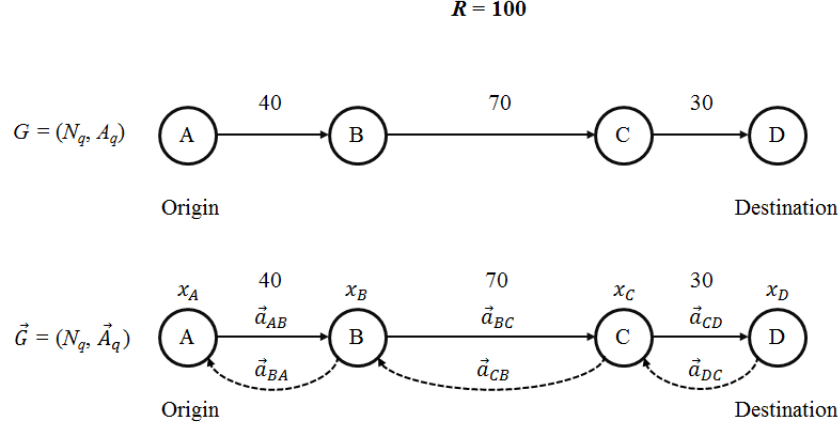 R = 100
40 70 30
G = (N_q, A_q) A B C D
Origin Destination
40 70 30
x_A x_B x_C x_D
a⃗_AB a⃗_BC a⃗_CD
G⃗ = (N_q, A⃗_q) A B C D
a⃗_BA a⃗_CB a⃗_DC
Origin Destination